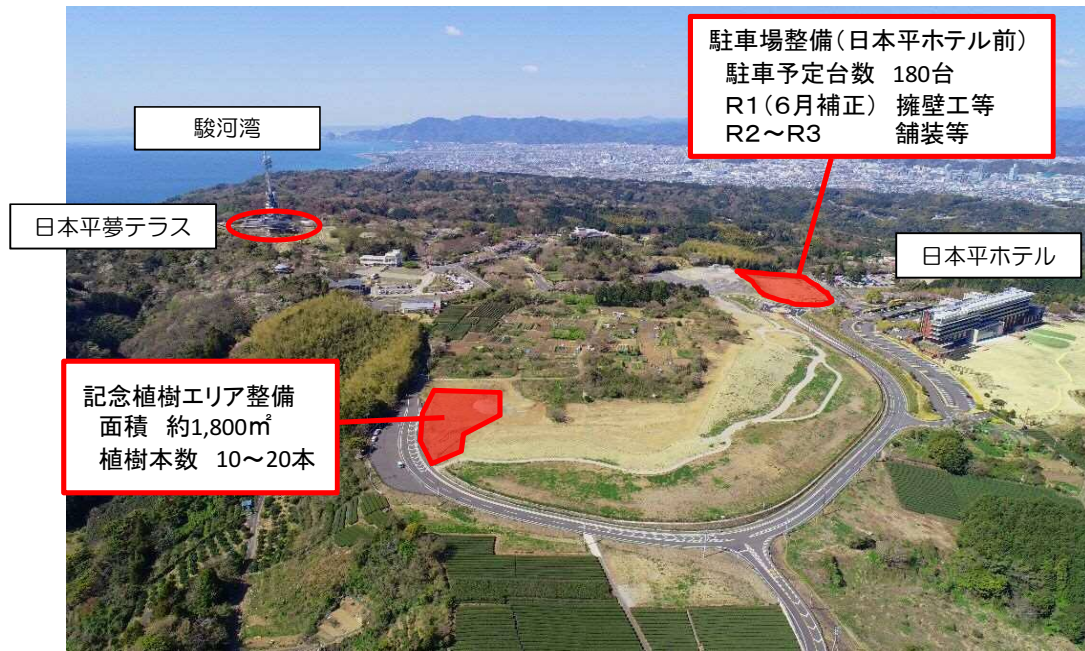 駐車場整備(日本平ホテル前)
駐車予定台数 180台
R1(6月補正) 擁壁工等
R2~R3 舗装等
駿河湾
日本平夢テラス
日本平ホテル
記念植樹エリア整備
面積 約1,800㎡
植樹本数 10~20本